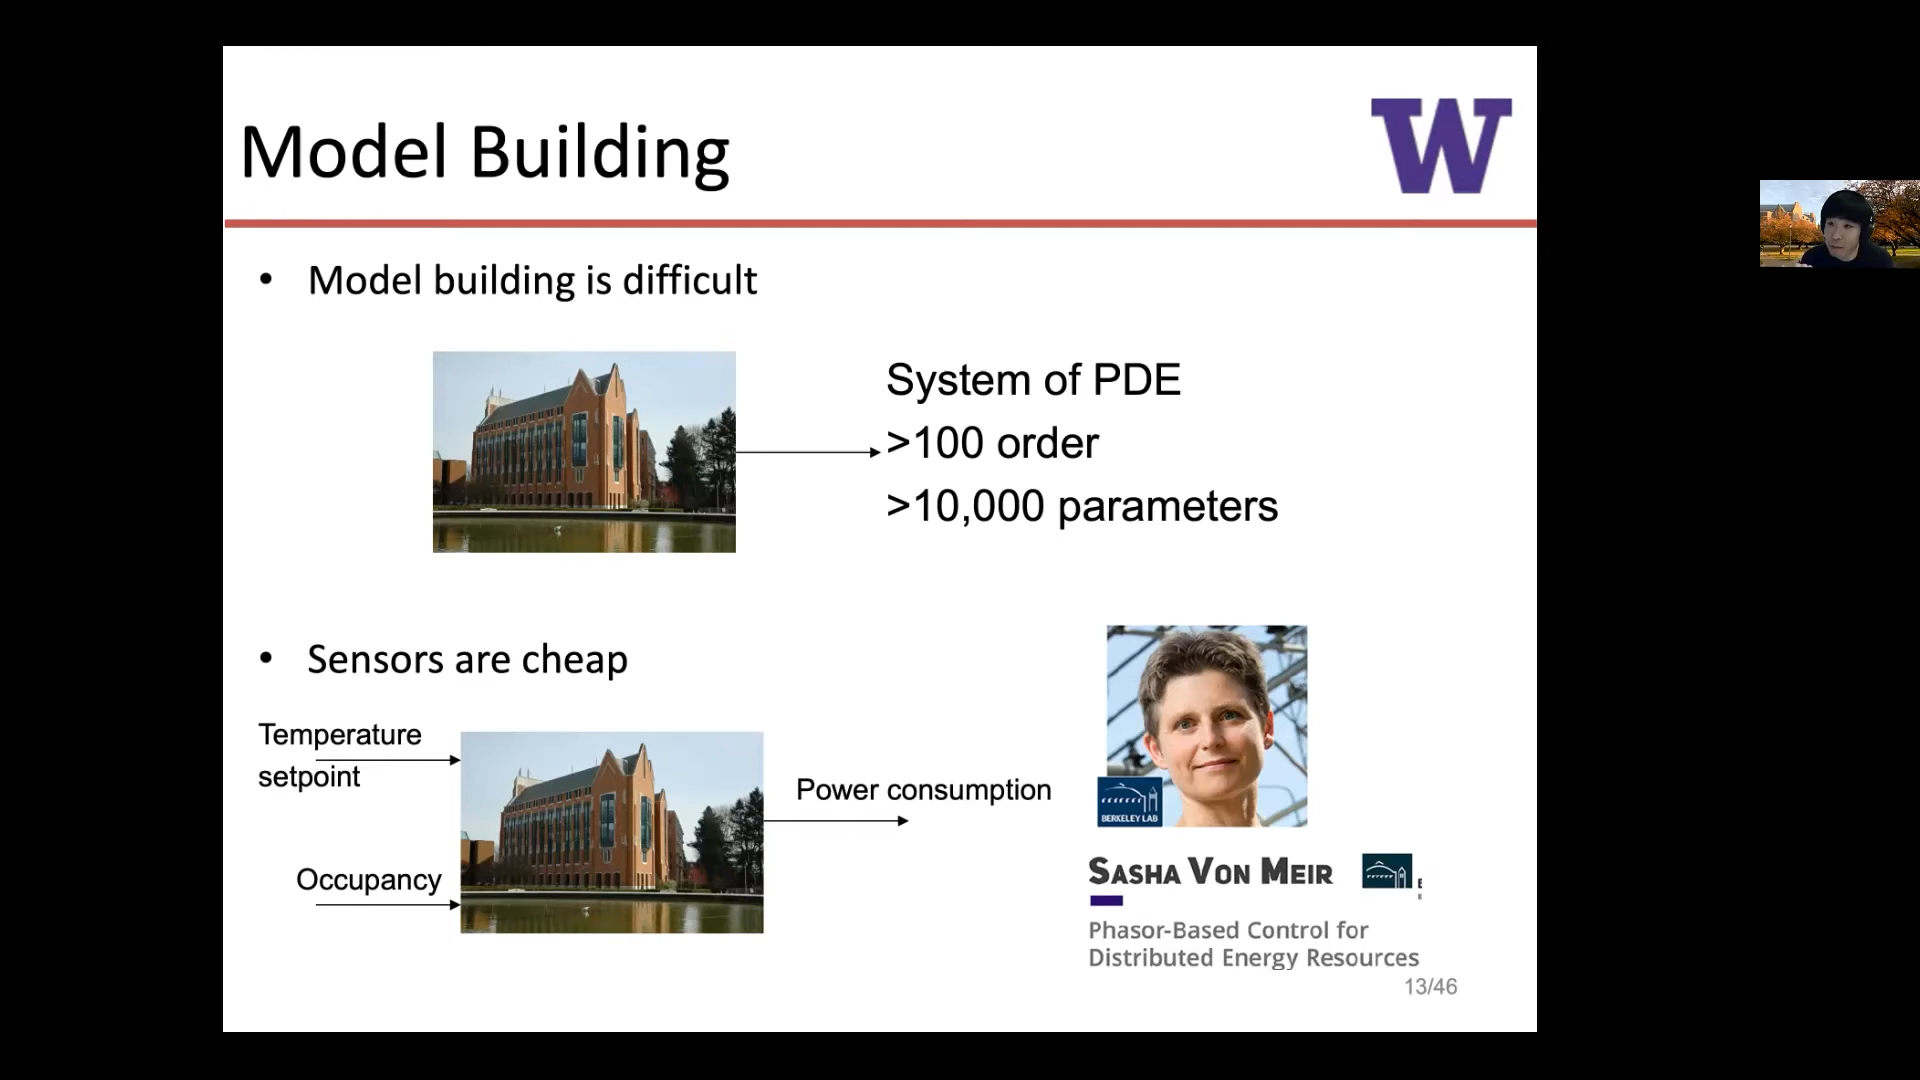 Model Building
W
• Model building is difficult
System of PDE
>100 order
>10,000 parameters
• Sensors are cheap
Temperature
setpoint
Occupancy
Power consumption
BERKELEY LAB
SASHA VON MEIR
Phasor-Based Control for
Distributed Energy Resources
13/46